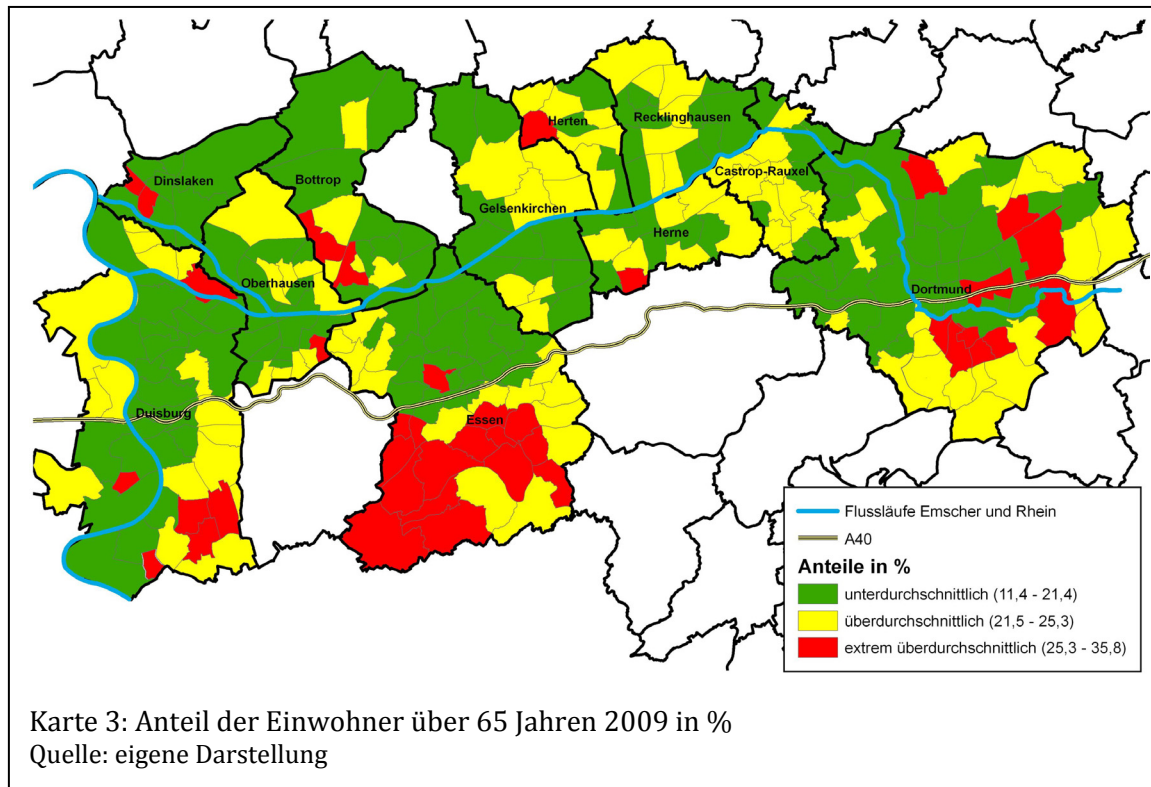 Herten
Recklinghausen
Castrop-Rauxel
Dinslaken
Bottrop
Gelsenkirchen
Herne
Oberhausen
Dortmund
Duisburg
Essen
Flussläufe Emscher und Rhein
A40
Anteile in %
unterdurchschnittlich (11,4 - 21,4)
überdurchschnittlich (21,5 - 25,3)
extrem überdurchschnittlich (25,3 - 35,8)
Karte 3: Anteil der Einwohner über 65 Jahren 2009 in %
Quelle: eigene Darstellung